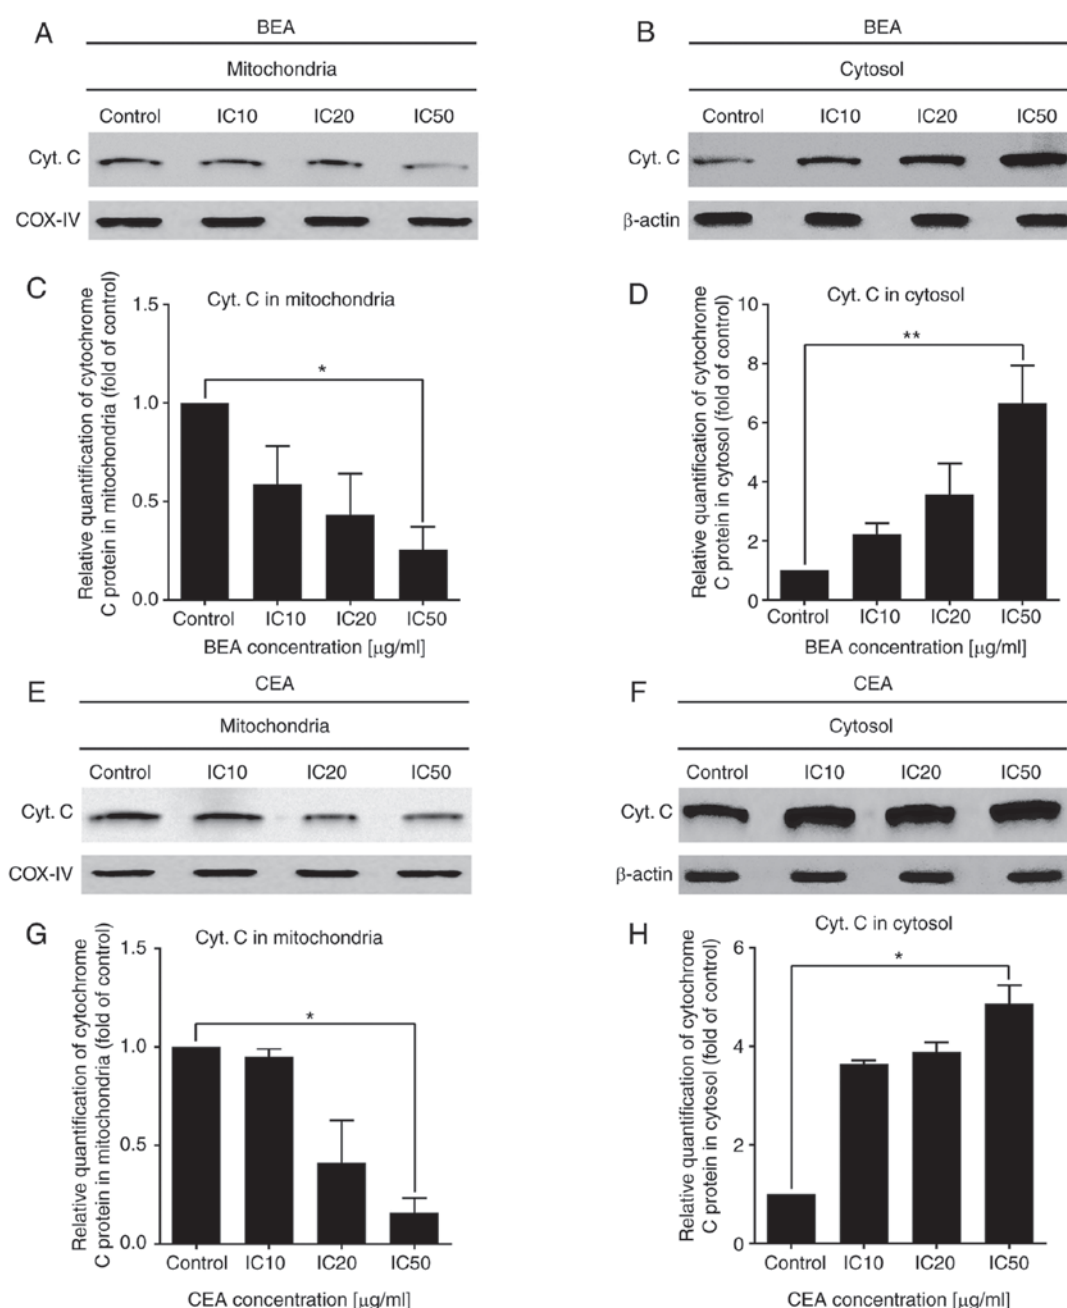 A
BEA
Mitochondria
Control IC10 IC20 IC50
Cyt. C
COX-IV
B
BEA
Cytosol
Control IC10 IC20 IC50
Cyt. C
β-actin
C
Cyt. C in mitochondria
Relative quantification of cytochrome
C protein in mitochondria (fold of control)
1.5
1.0
0.5
0.0
*
Control IC10 IC20 IC50
BEA concentration [μg/ml]
D
Cyt. C in cytosol
Relative quantification of cytochrome
C protein in cytosol (fold of control)
10
8
6
4
2
0
**
Control IC10 IC20 IC50
BEA concentration [μg/ml]
E
CEA
Mitochondria
Control IC10 IC20 IC50
Cyt. C
COX-IV
F
CEA
Cytosol
Control IC10 IC20 IC50
Cyt. C
β-actin
G
Cyt. C in mitochondria
Relative quantification of cytochrome
C protein in mitochondria (fold of control)
1.5
1.0
0.5
0.0
*
Control IC10 IC20 IC50
CEA concentration [μg/ml]
H
Cyt. C in cytosol
Relative quantification of cytochrome
C protein in cytosol (fold of control)
6
4
2
0
*
Control IC10 IC20 IC50
CEA concentration [μg/ml]